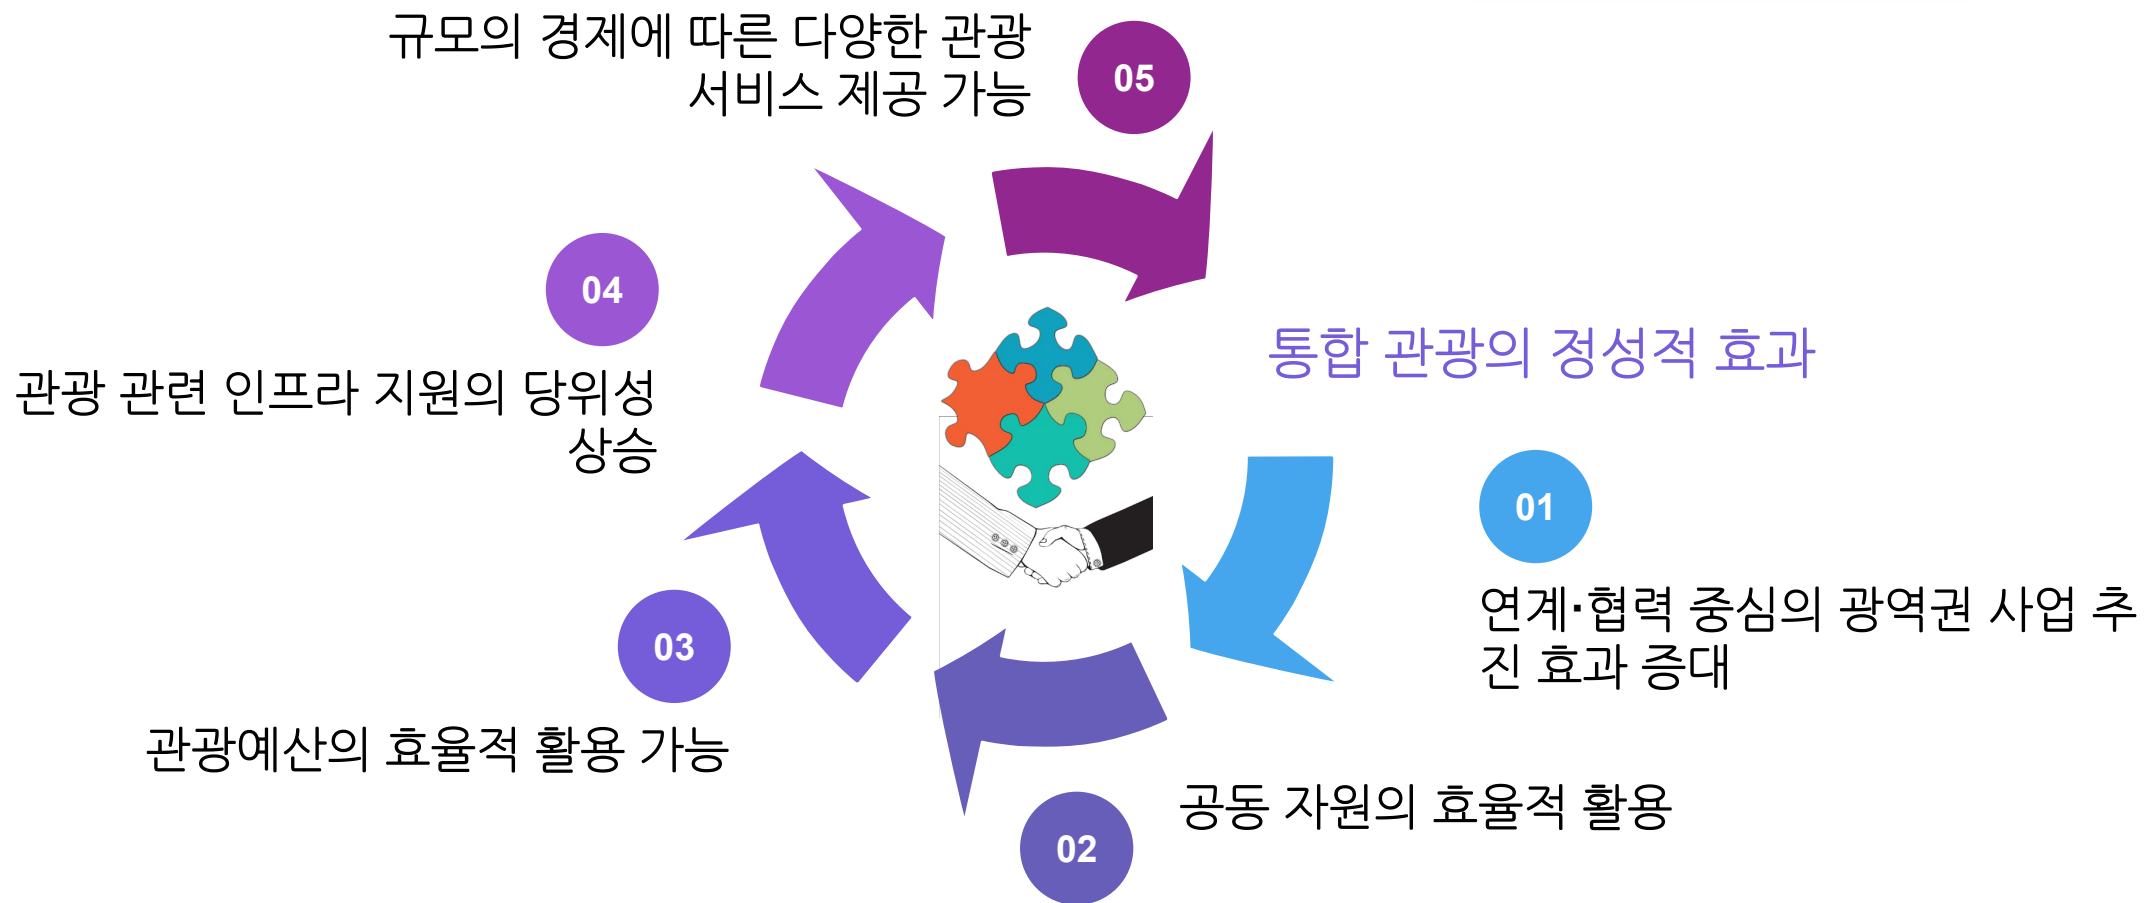 규모의 경제에 따른 다양한 관광
서비스 제공 가능
05
04
관광 관련 인프라 지원의 당위성
상승
통합 관광의 정성적 효과
01
연계·협력 중심의 광역권 사업 추
진 효과 증대
03
관광예산의 효율적 활용 가능
공동 자원의 효율적 활용
02